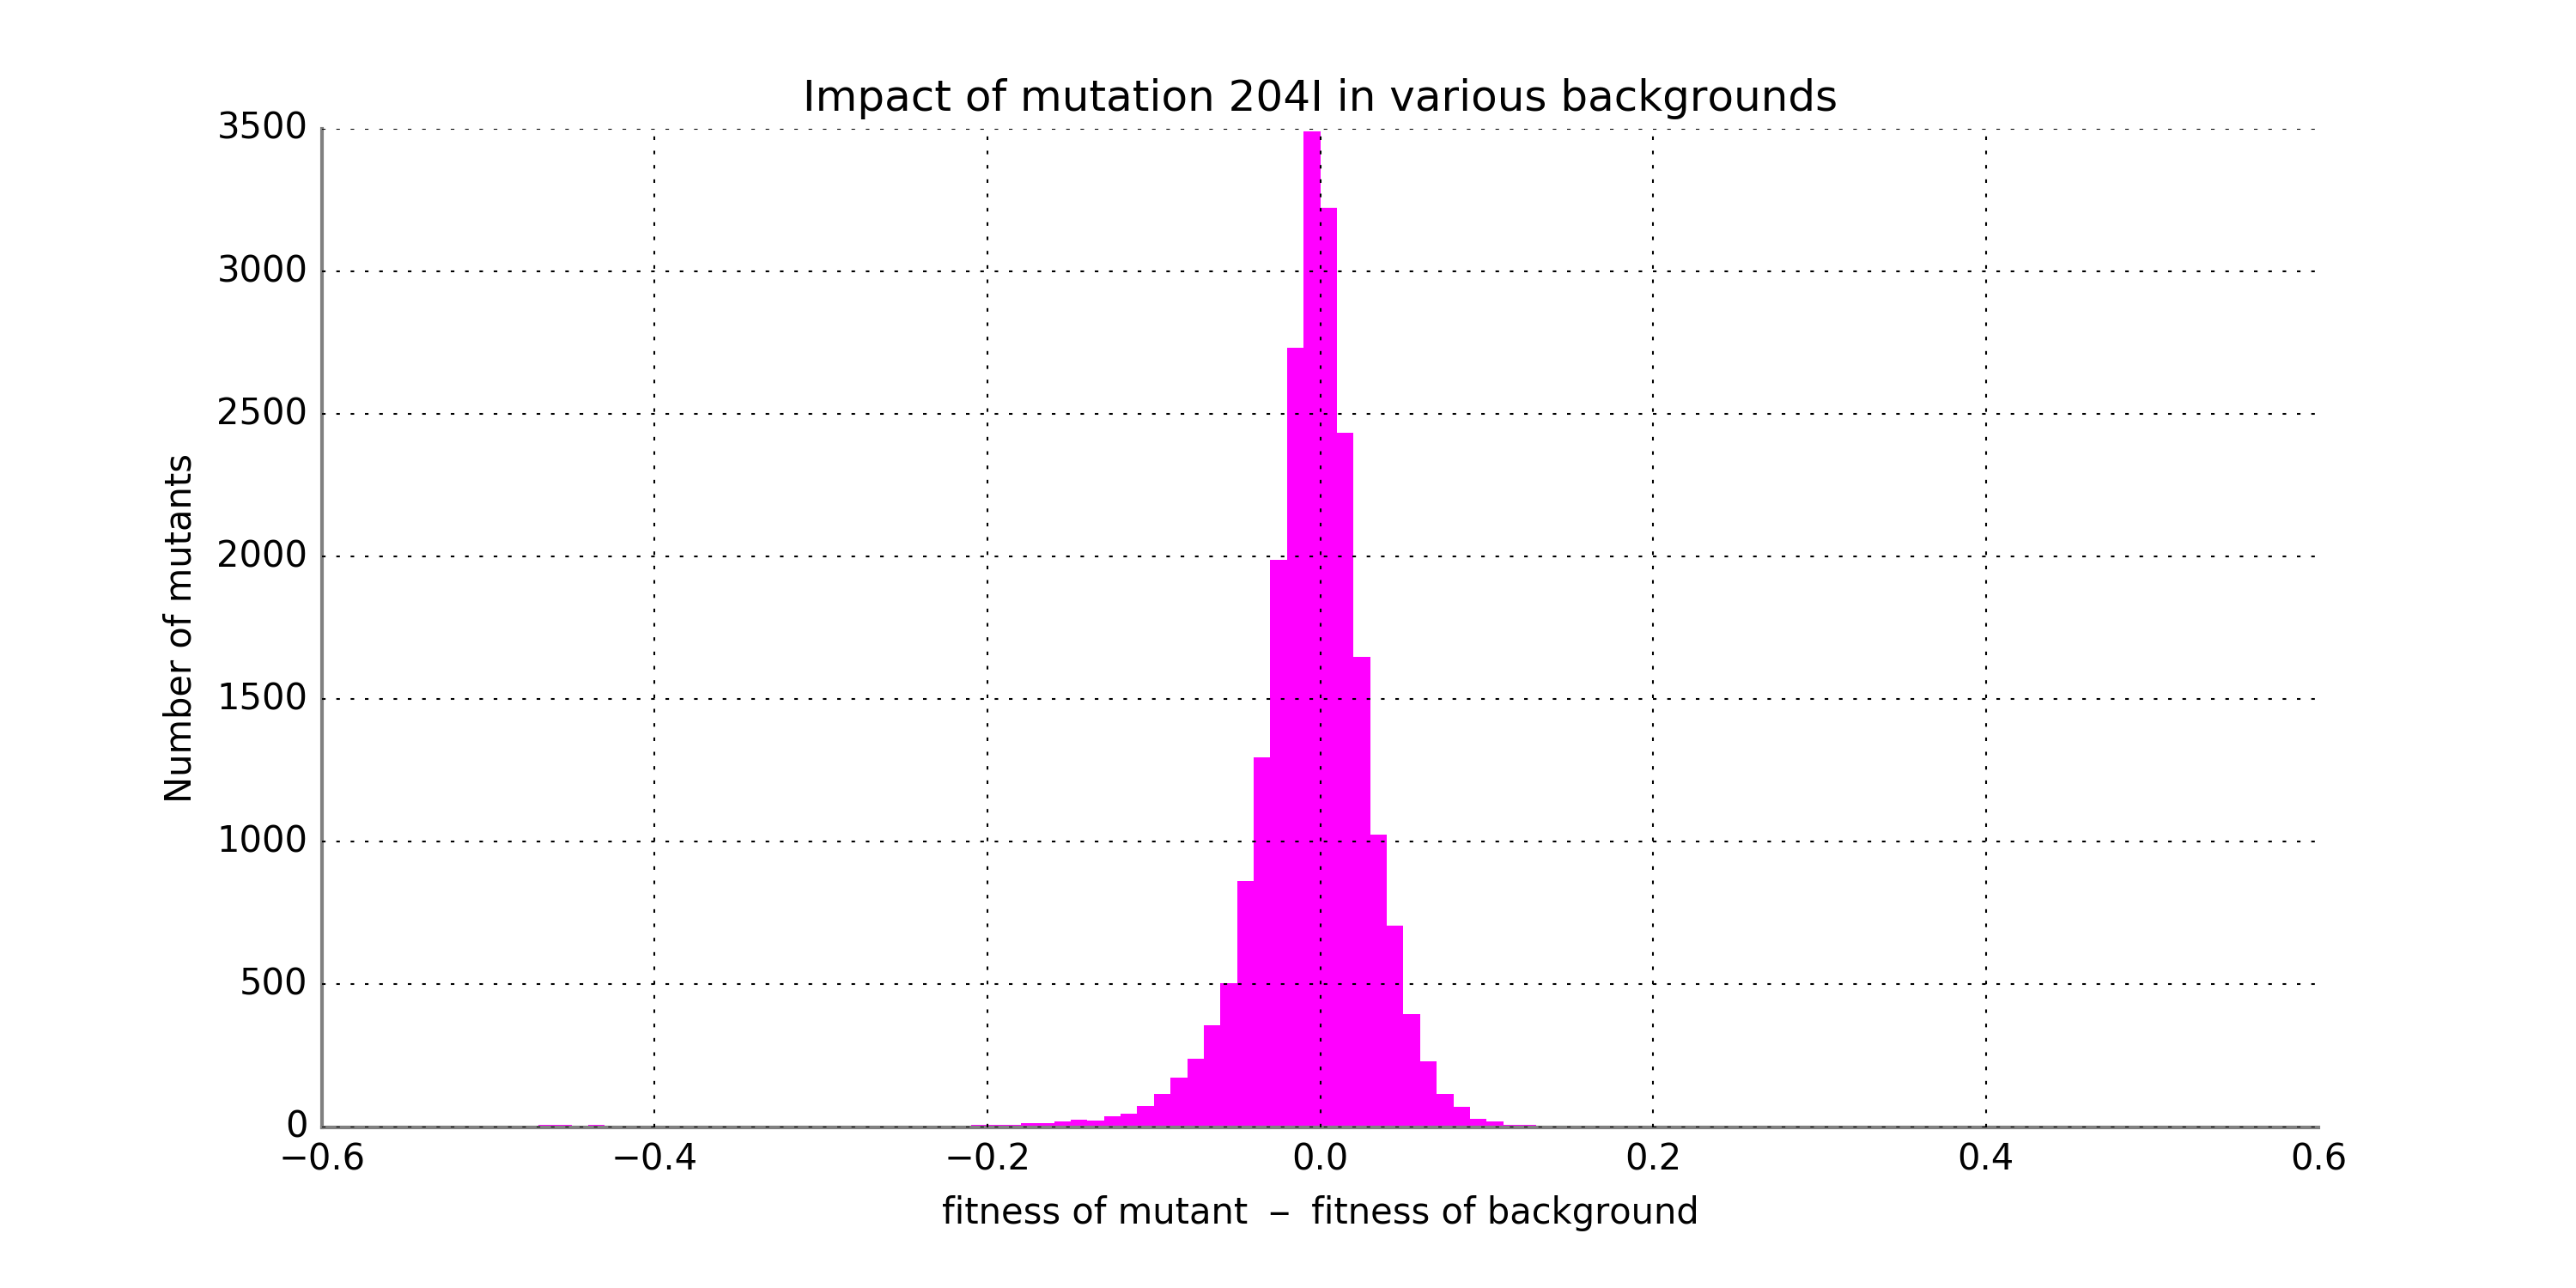 Impact of mutation 204I in various backgrounds
3500
3000
2500
2000
1500
1000
500
0
Number of mutants
−0.6 −0.4 −0.2 0.0 0.2 0.4 0.6
fitness of mutant − fitness of background